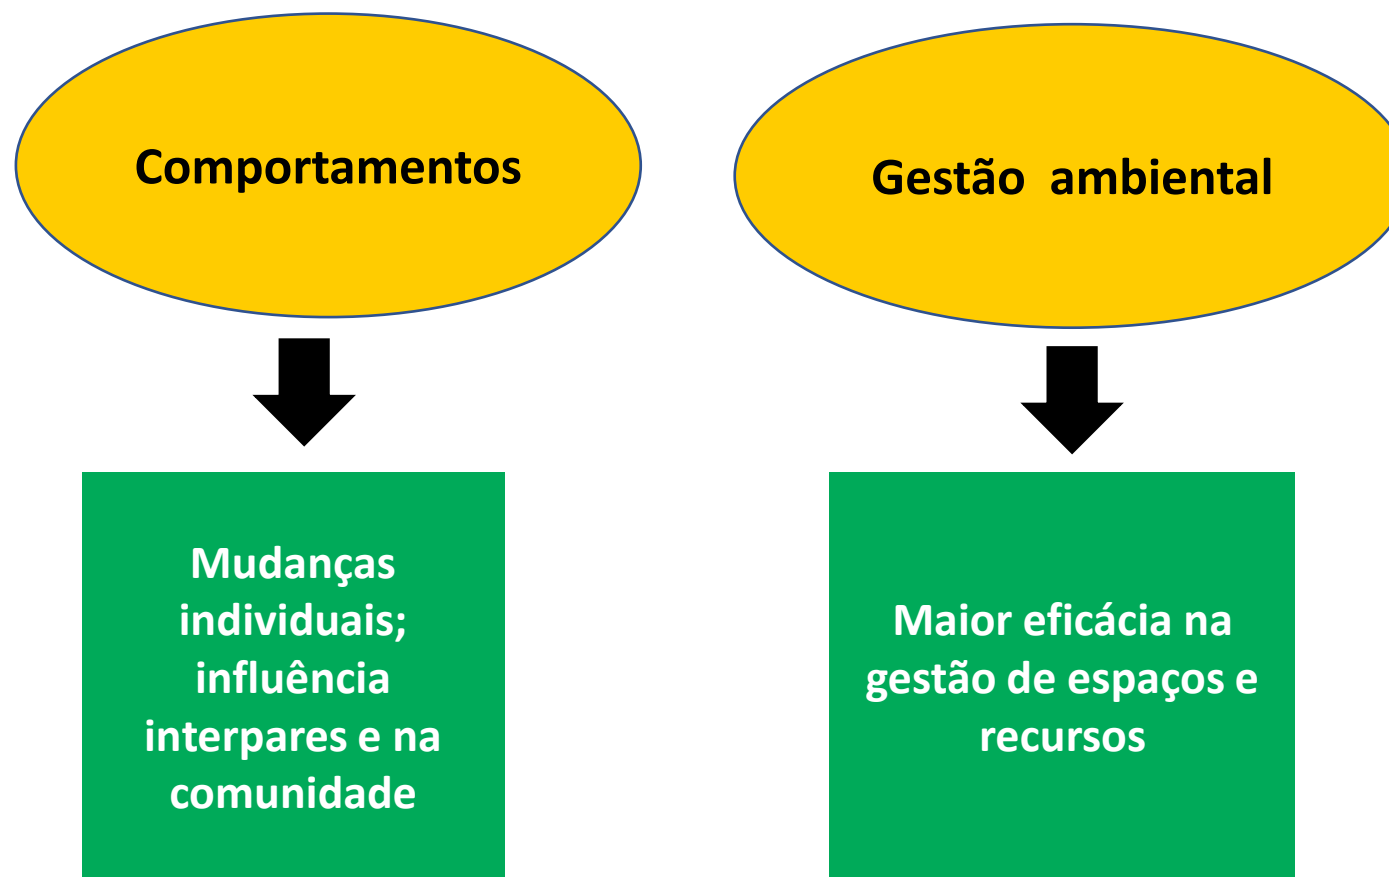 Comportamentos
Gestão ambiental
Mudanças
individuais;
influência
interpares e na
comunidade
Maior eficácia na
gestão de espaços e
recursos